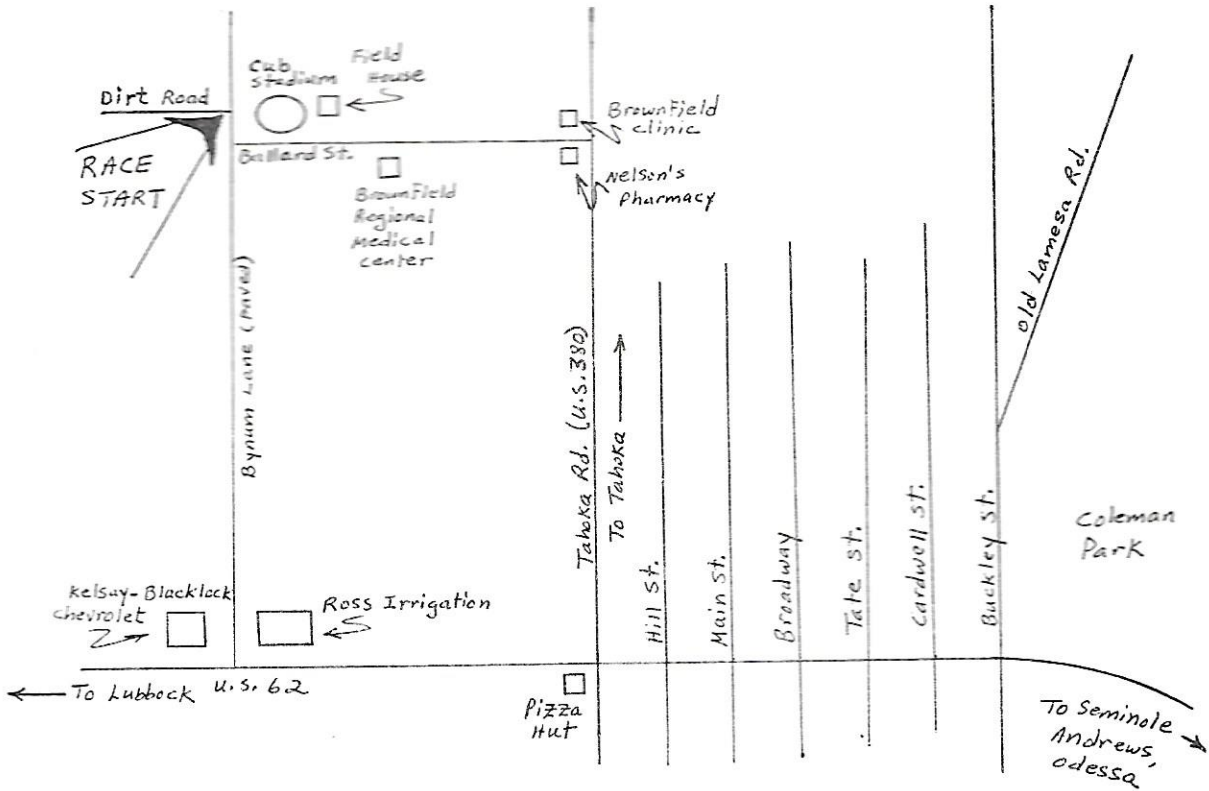 Cub
Stadium
Field
House
Dirt Road
RACE
START
Ballard St.
Brownfield
Clinic
Nelson's
Pharmacy
Brownfield
Regional
Medical
Center
Bynum Lane (paved)
Tahoka Rd. (U.S. 380)
To Tahoka
Hill St.
Main St.
Broadway
Tate St.
Cardwell St.
Buckley St.
Old Lamesa Rd.
Coleman
Park
Kelsay-Blacklock
Chevrolet
Ross Irrigation
To Lubbock
U.S. 62
Pizza
Hut
To Seminole
Andrews,
Odessa